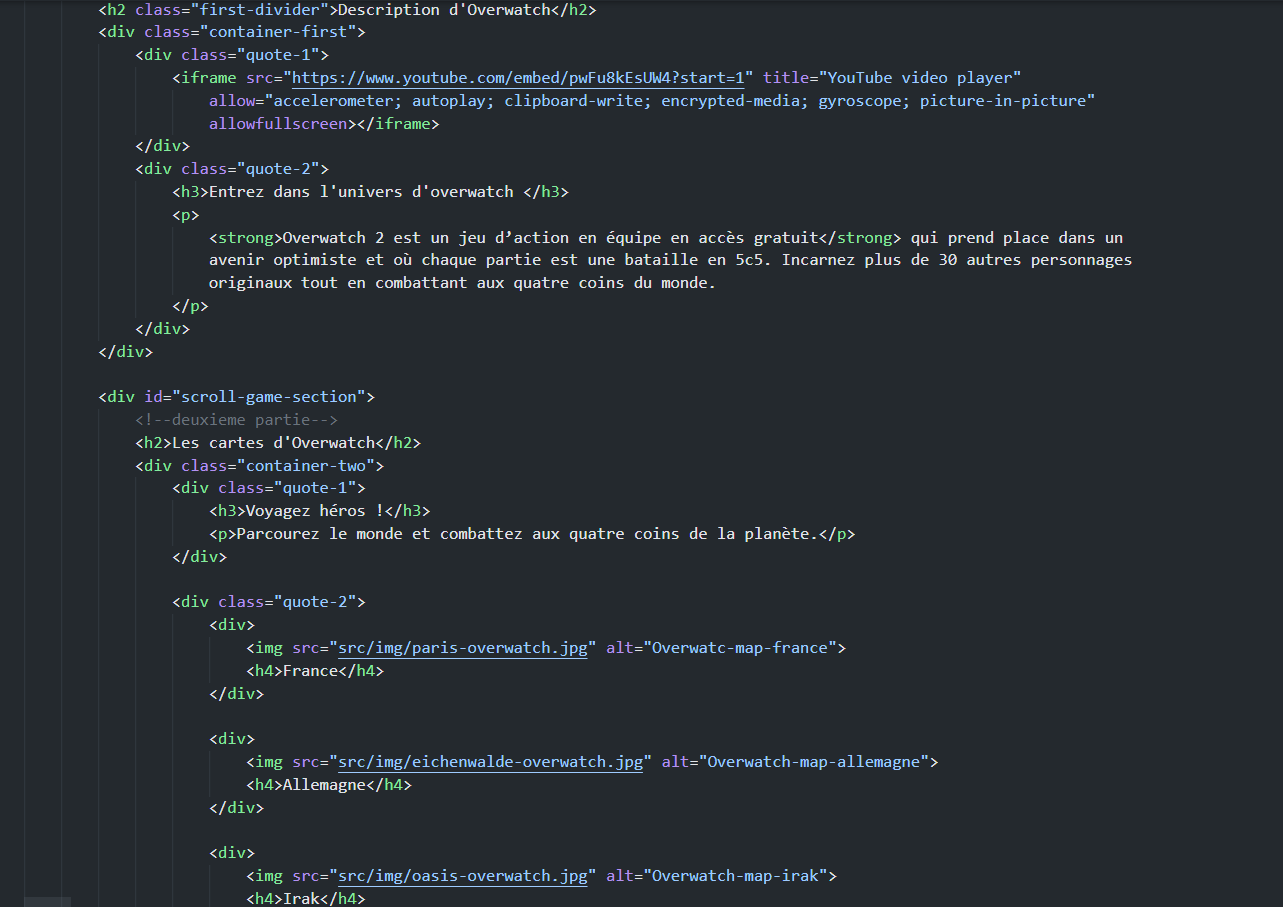 <h2 class="first-divider">Description d'Overwatch</h2>
<div class="container-first">
<div class="quote-1">
<iframe src="https://www.youtube.com/embed/pwFu8kEsUW4?start=1" title="YouTube video player"
allow="accelerometer; autoplay; clipboard-write; encrypted-media; gyroscope; picture-in-picture"
allowfullscreen></iframe>
</div>
<div class="quote-2">
<h3>Entrez dans l'univers d'overwatch </h3>
<p>
<strong>Overwatch 2 est un jeu d’action en équipe en accès gratuit</strong> qui prend place dans un
avenir optimiste et où chaque partie est une bataille en 5c5. Incarnez plus de 30 autres personnages
originaux tout en combattant aux quatre coins du monde.
</p>
</div>
</div>
<div id="scroll-game-section">
<!--deuxieme partie-->
<h2>Les cartes d'Overwatch</h2>
<div class="container-two">
<div class="quote-1">
<h3>Voyagez héros !</h3>
<p>Parcourez le monde et combattez aux quatre coins de la planète.</p>
</div>
<div class="quote-2">
<div>
<img src="src/img/paris-overwatch.jpg" alt="Overwatc-map-france">
<h4>France</h4>
</div>
<div>
<img src="src/img/eichenwalde-overwatch.jpg" alt="Overwatch-map-allemagne">
<h4>Allemagne</h4>
</div>
<div>
<img src="src/img/oasis-overwatch.jpg" alt="Overwatch-map-irak">
<h4>Irak</h4>